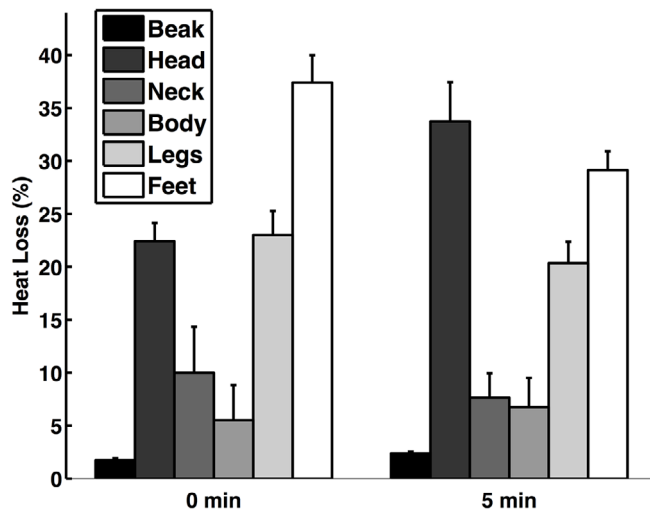 Beak
Head
Neck
Body
Legs
Feet
Heat Loss (%)
40
35
30
25
20
15
10
5
0
0 min
5 min